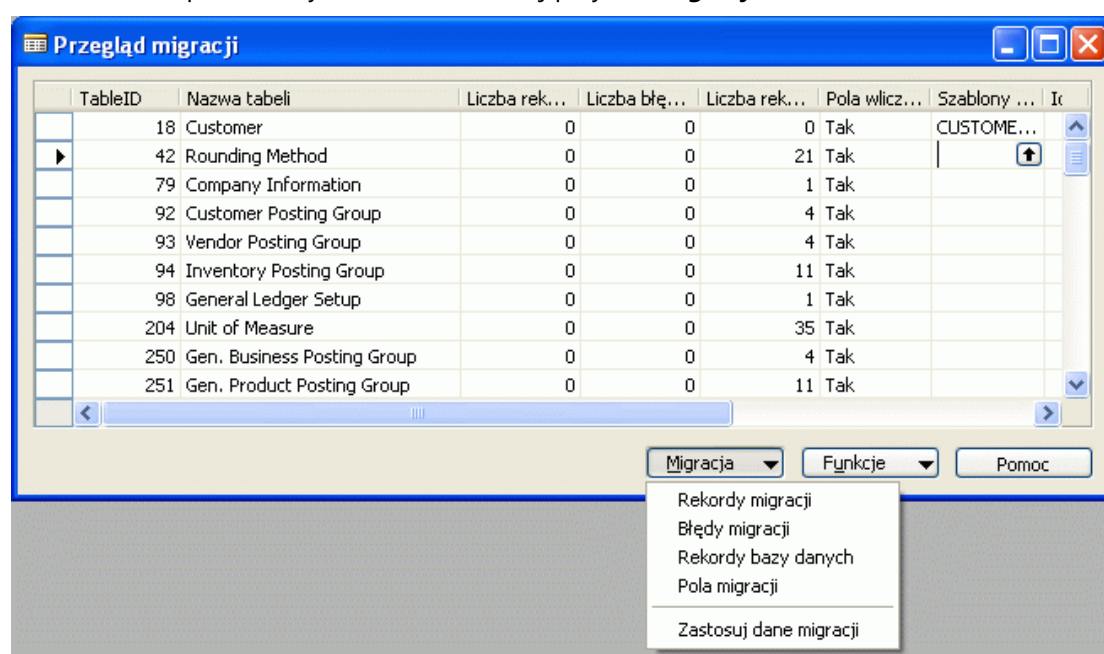 Przegląd migracji
TableID Nazwa tabeli Liczba rek... Liczba błę... Liczba rek... Pola wlicz... Szablony ...
18 Customer 0 0 0 Tak CUSTOME...
42 Rounding Method 0 0 21 Tak
79 Company Information 0 0 1 Tak
92 Customer Posting Group 0 0 4 Tak
93 Vendor Posting Group 0 0 4 Tak
94 Inventory Posting Group 0 0 11 Tak
98 General Ledger Setup 0 0 1 Tak
204 Unit of Measure 0 0 35 Tak
250 Gen. Business Posting Group 0 0 4 Tak
251 Gen. Product Posting Group 0 0 11 Tak
Migracja Funkcje Pomoc
Rekordy migracji
Błędy migracji
Rekordy bazy danych
Pola migracji
Zastosuj dane migracji